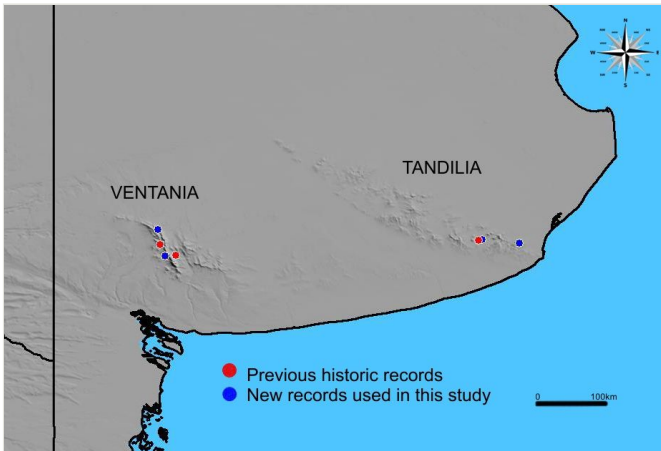 N
W
E
S
TANDILIA
VENTANIA
Previous historic records
New records used in this study
0 100km